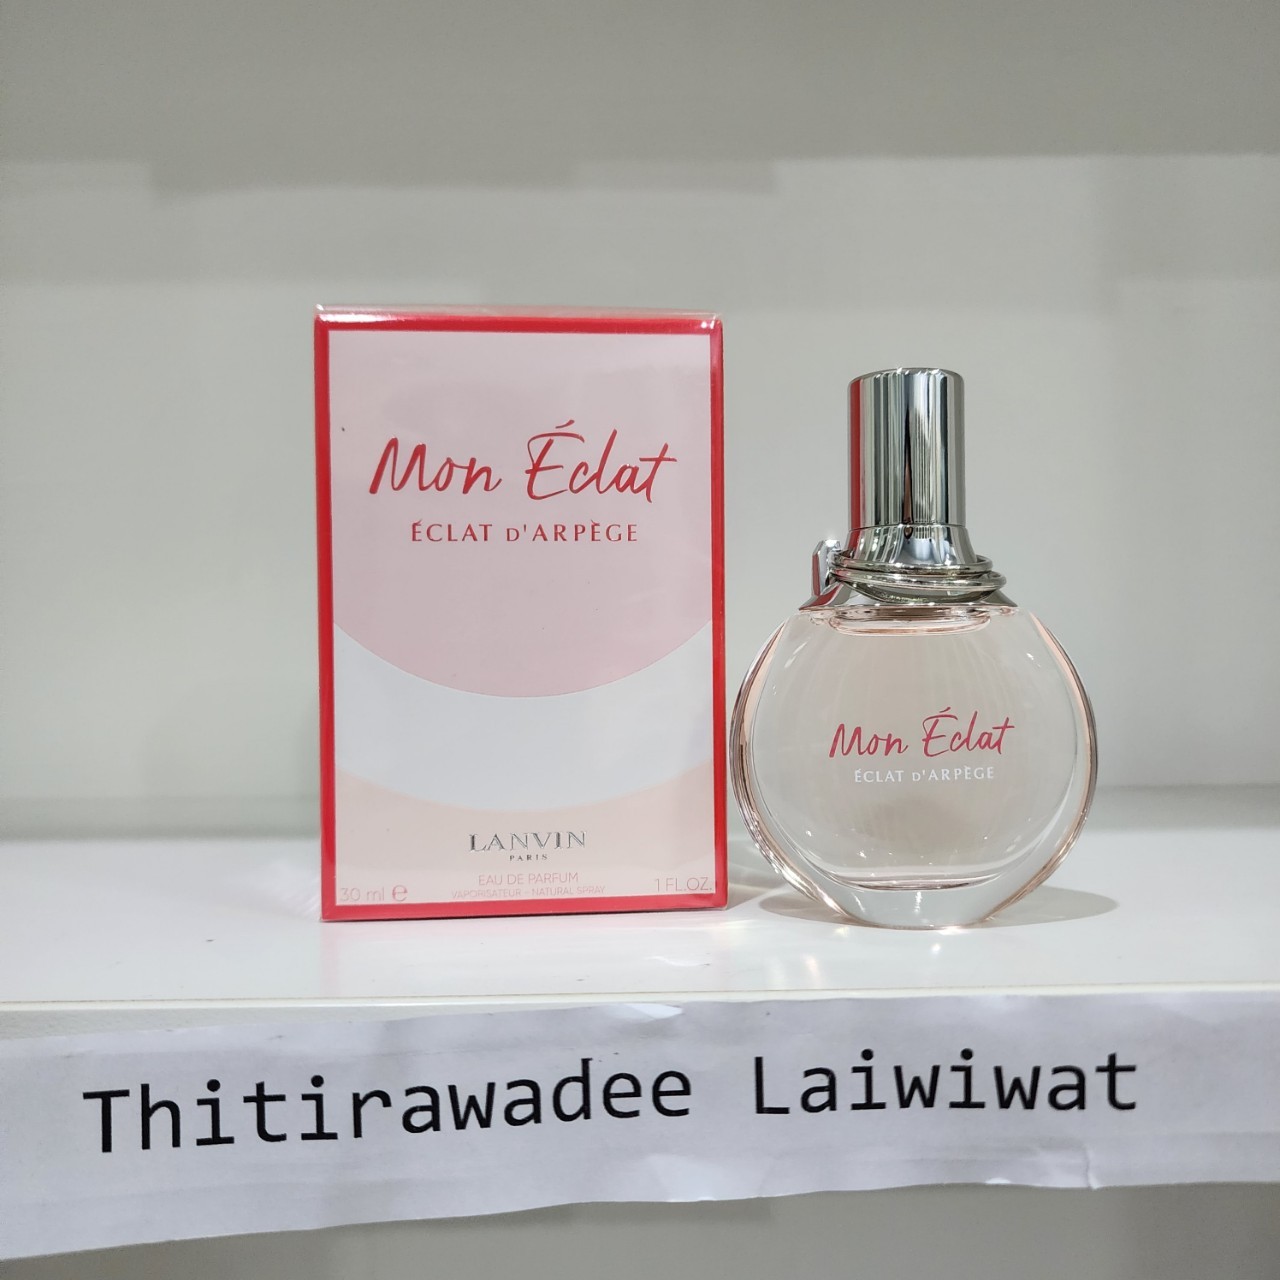 Mon Éclat
ÉCLAT D'ARPÈGE
LANVIN
PARIS
EAU DE PARFUM
VAPORISATEUR - NATURAL SPRAY
30 ml e
1 FL.OZ.
Mon Éclat
ÉCLAT D'ARPÈGE
Thitirawadee Laiwiwat